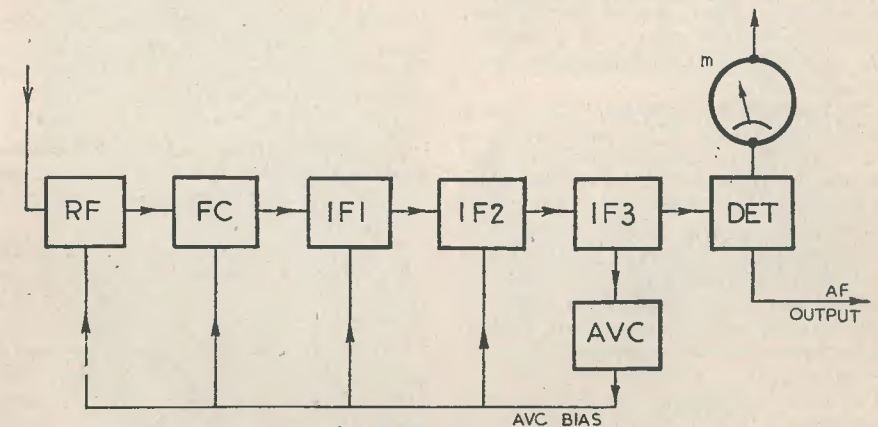 m
RF
FC
IF1
IF2
IF3
DET
AF
OUTPUT
AVC
AVC BIAS